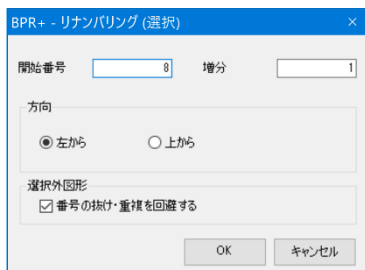 BPR+ - リナンバリング (選択)
開始番号 8 増分 1
方向
左から 上から
選択外図形
番号の抜け・重複を回避する
OK キャンセル